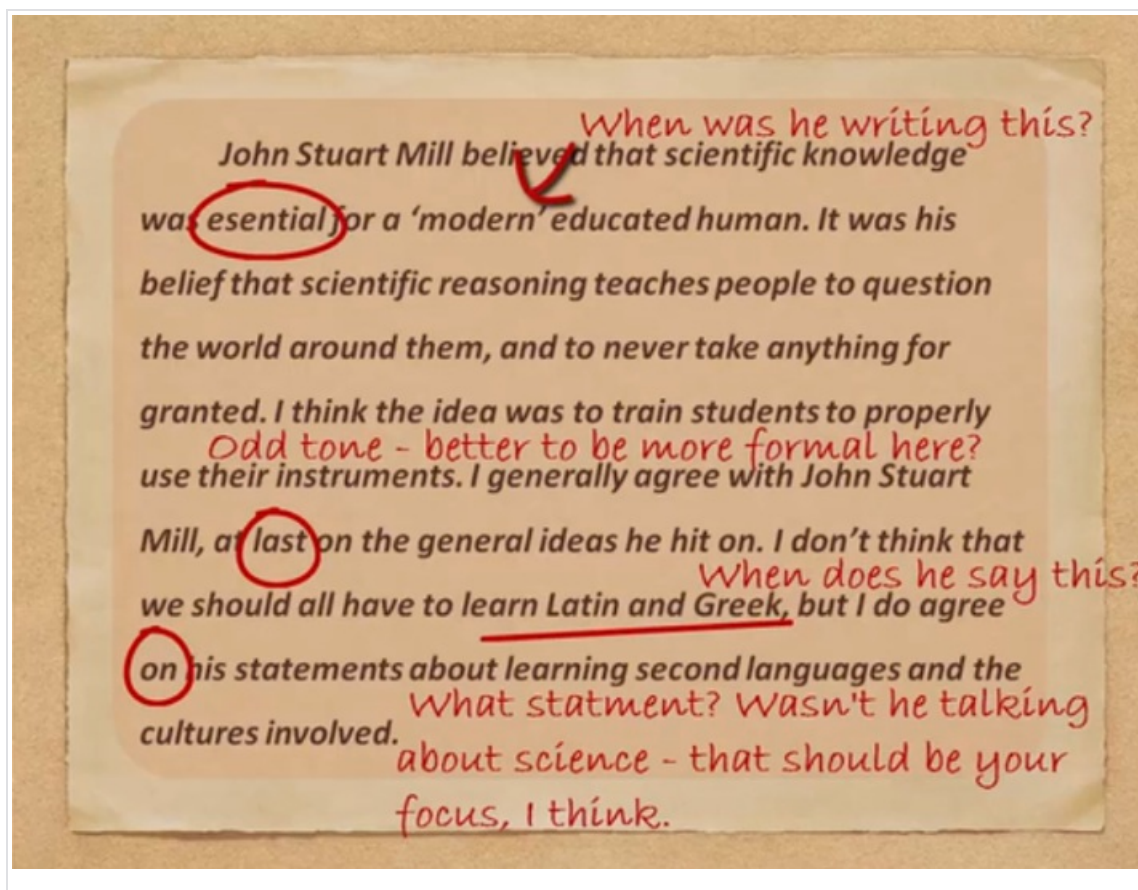 When was he writing this?
John Stuart Mill believed that scientific knowledge
was esential for a ‘modern’ educated human. It was his
belief that scientific reasoning teaches people to question
the world around them, and to never take anything for
granted. I think the idea was to train students to properly
Odd tone - better to be more formal here?
use their instruments. I generally agree with John Stuart
Mill, at last on the general ideas he hit on. I don’t think that
When does he say this?
we should all have to learn Latin and Greek, but I do agree
on his statements about learning second languages and the
What statment? Wasn't he talking
cultures involved.
about science - that should be your
focus, I think.